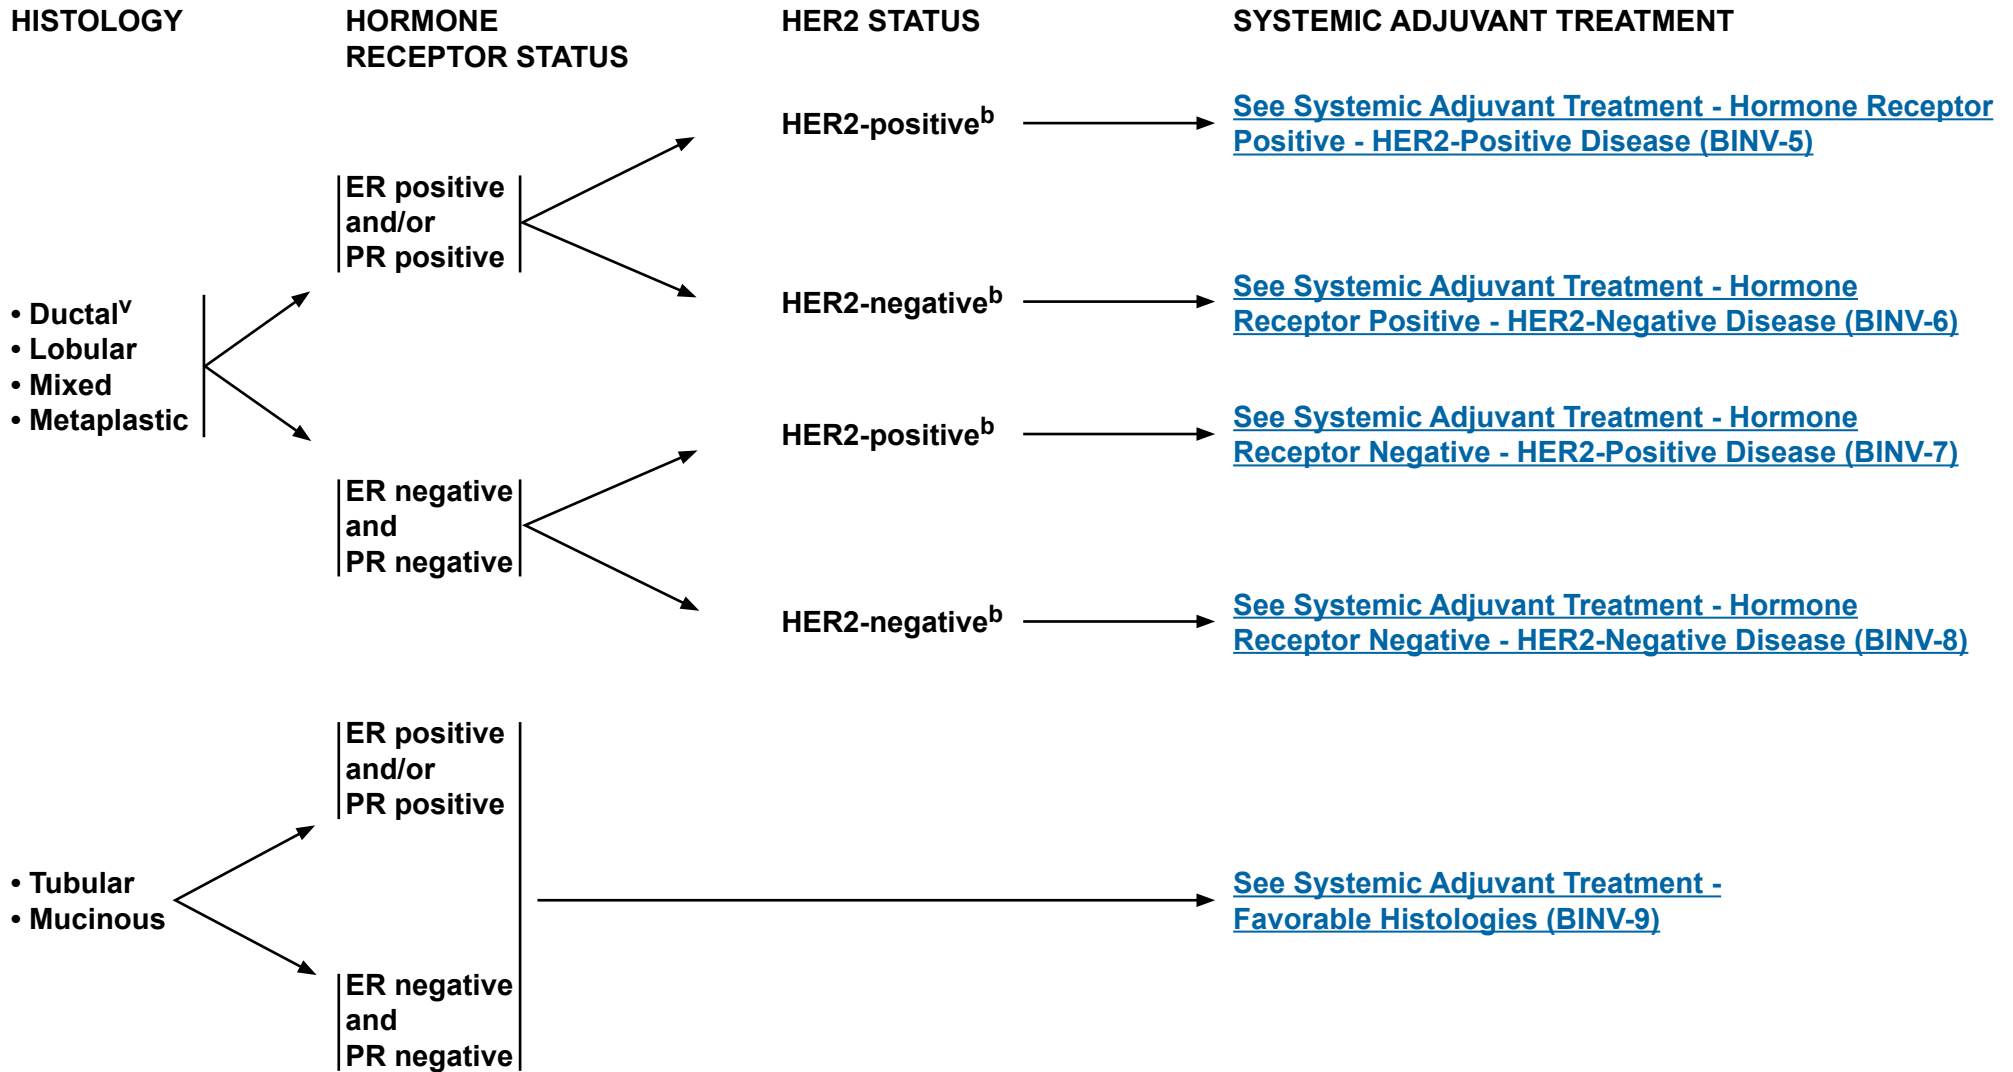 HISTOLOGY
HORMONE
RECEPTOR STATUS
HER2 STATUS
SYSTEMIC ADJUVANT TREATMENT
• Ductalv
• Lobular
• Mixed
• Metaplastic
ER positive
and/or
PR positive
HER2-positiveb
See Systemic Adjuvant Treatment - Hormone Receptor
Positive - HER2-Positive Disease (BINV-5)
HER2-negativeb
See Systemic Adjuvant Treatment - Hormone
Receptor Positive - HER2-Negative Disease (BINV-6)
ER negative
and
PR negative
HER2-positiveb
See Systemic Adjuvant Treatment - Hormone
Receptor Negative - HER2-Positive Disease (BINV-7)
HER2-negativeb
See Systemic Adjuvant Treatment - Hormone
Receptor Negative - HER2-Negative Disease (BINV-8)
• Tubular
• Mucinous
ER positive
and/or
PR positive
ER negative
and
PR negative
See Systemic Adjuvant Treatment -
Favorable Histologies (BINV-9)